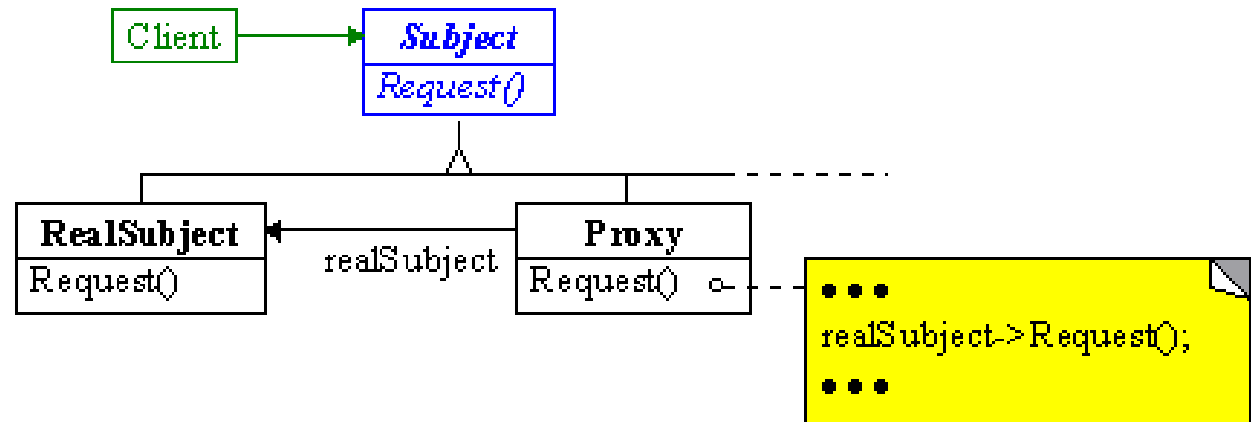 Client
Subject
Request()
RealSubject
Request()
realSubject
Proxy
Request()
•••
realSubject->Request();
•••